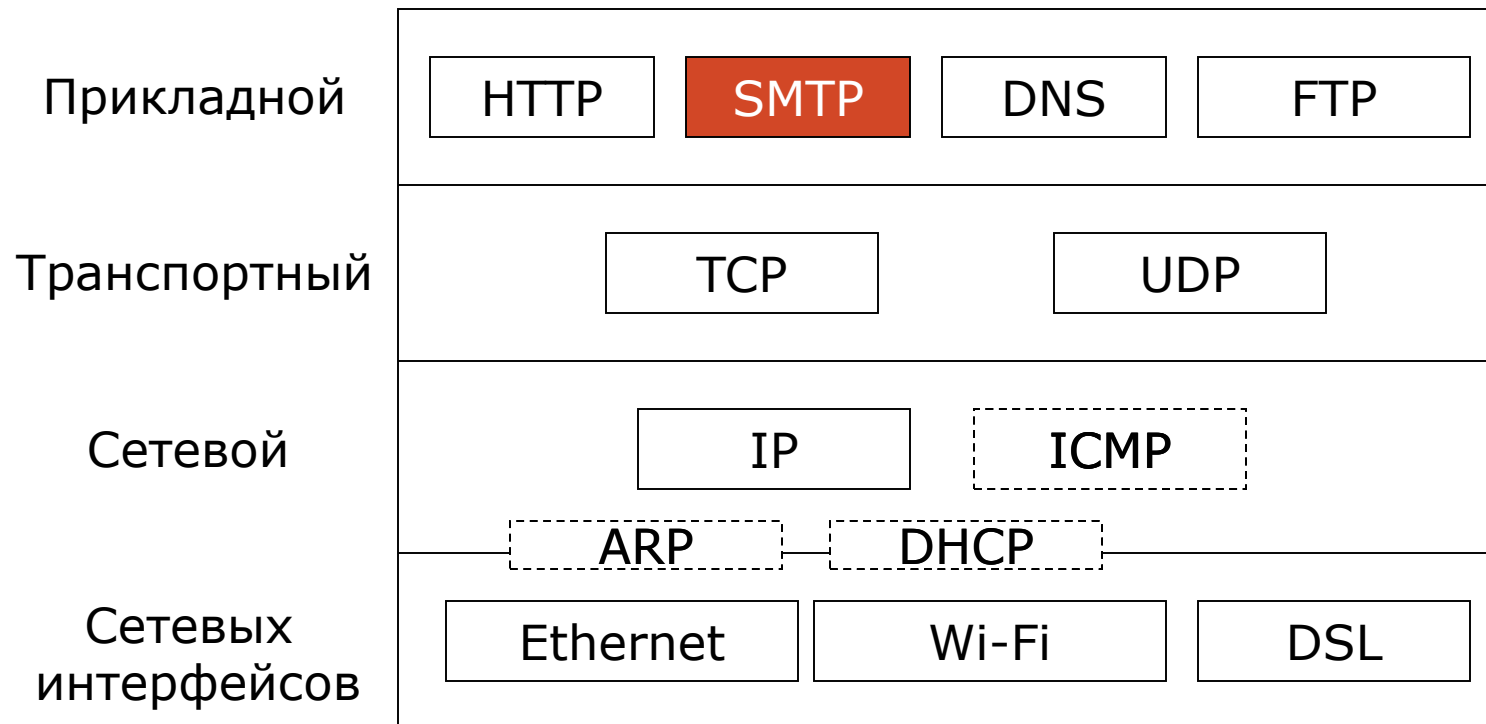 Прикладной
HTTP
SMTP
DNS
FTP
Транспортный
TCP
UDP
Сетевой
IP
ICMP
ARP
DHCP
Сетевых
интерфейсов
Ethernet
Wi-Fi
DSL